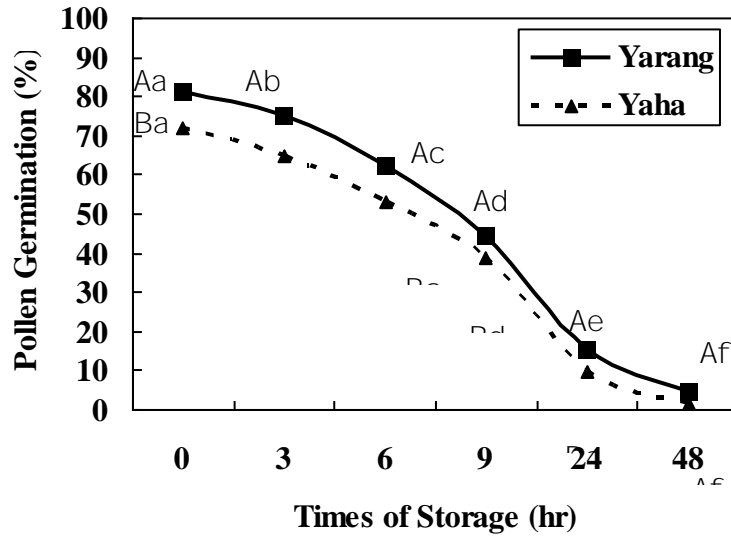 100
90
80
70
60
50
40
30
20
10
0
Pollen Germination (%)
Yarang
Yaha
Aa
Ab
Ba
Ac
Ad
Ae
Af
0 3 6 9 24 48
Times of Storage (hr)